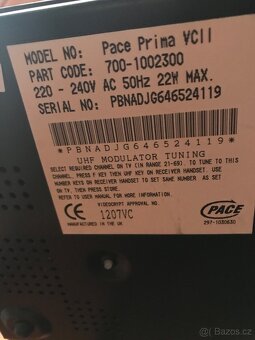 MODEL NO: Pace Prima VCII
PART CODE: 700-1002300
220 - 240V AC 50Hz 22W MAX.
SERIAL NO: PBNADJG646524119
*PBNADJG646524119*
UHF MODULATOR TUNING
SELECT REQUIRED CHANNEL ON TV (IN RANGE 21-69). TO TUNE THIS
RECEIVER, PRESS F KEY THEN UHF KEY ON RECEIVER HANDSET. USE
NUMBER KEYS ON RECEIVER HANDSET TO SET SAME NUMBER AS SET ON
TV, THEN PRESS STORE.
REFER TO USER MANUAL FOR MORE INFORMATION.
VIDEOCRYPT APPROVAL NO.
CE 1207VC
PACE
MANUFACTURED IN THE UK
297-1030630
bazos.cz